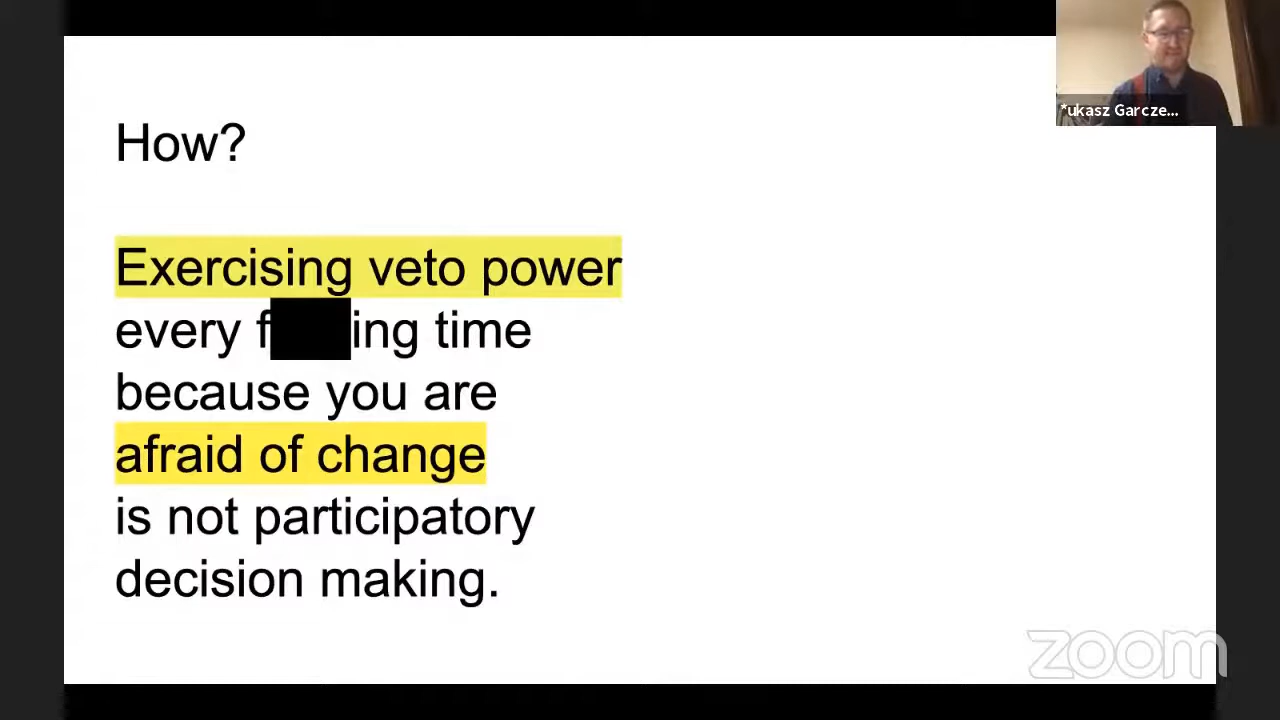 How?
Exercising veto power
every f ing time
because you are
afraid of change
is not participatory
decision making.
*ukasz Garcze...
zoom